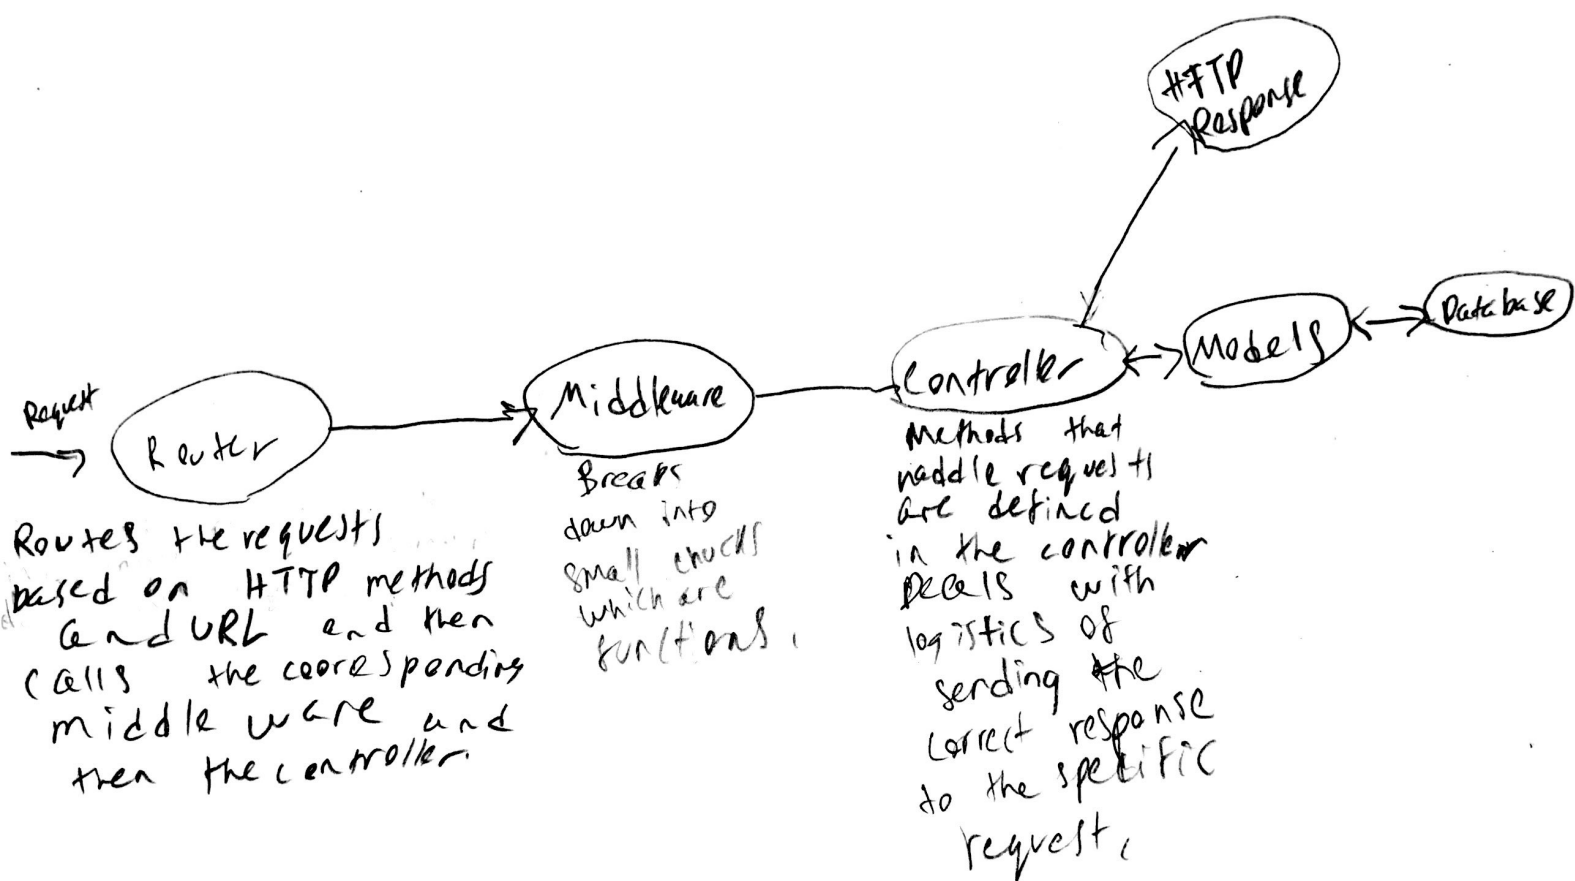 Request
Router
Routes the requests
based on HTTP methods
and URL and then
calls the cooresponding
middle ware and
then the controller.
Middleware
Breaks
down into
small chucks
which are
functions.
Controller
Methods that
haddle requests
are defined
in the controller
Deals with
logistics of
sending the
correct response
to the specific
request.
HTTP
Response
Models
Database